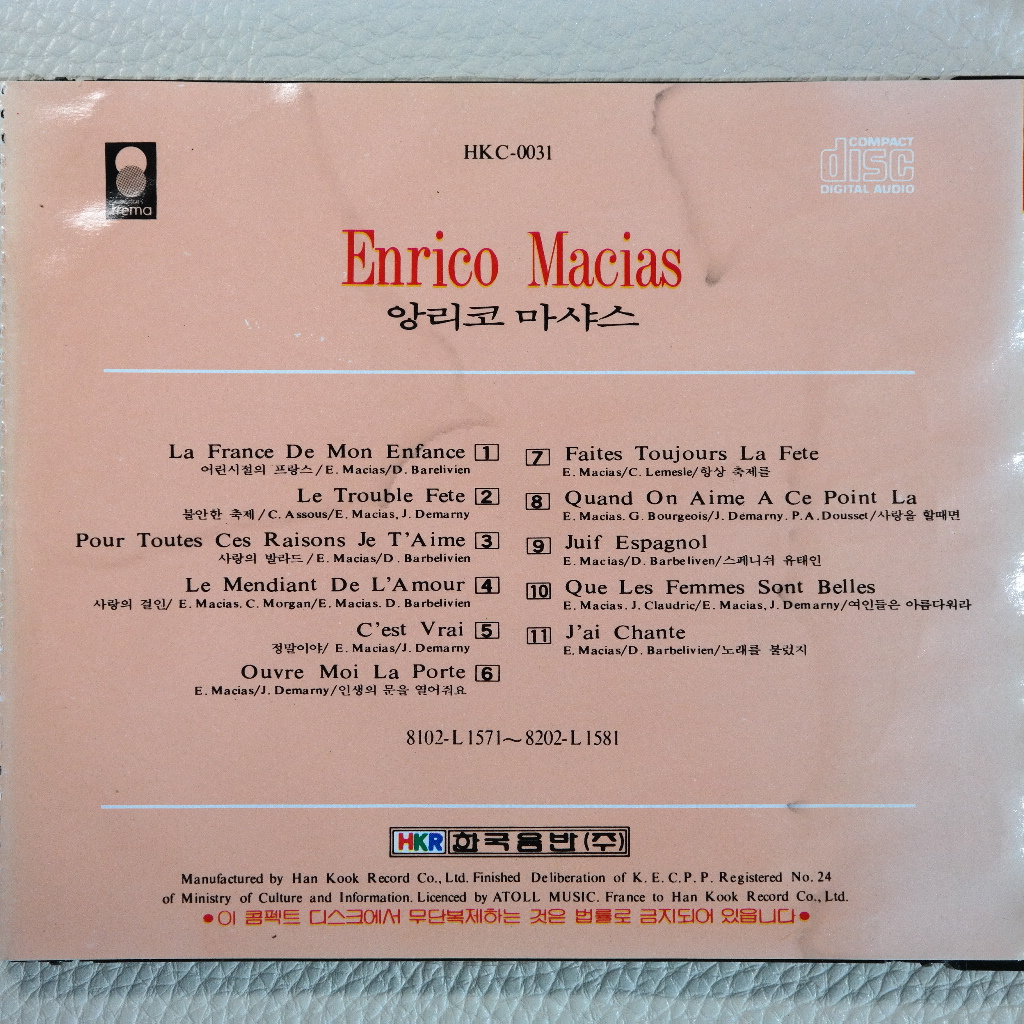 trema
HKC-0031
COMPACT
disc
DIGITAL AUDIO
Enrico Macias
앙리코 마샤스
La France De Mon Enfance 1
어린시절의 프랑스/E. Macias/D. Barelivien
Le Trouble Fete 2
불안한 축제/C. Assous/E. Macias, J. Demarny
Pour Toutes Ces Raisons Je T'Aime 3
사랑의 발라드/E. Macias/D. Barbelivien
Le Mendiant De L'Amour 4
사랑의 걸인/ E. Macias. C. Morgan/E. Macias. D. Barbelivien
C'est Vrai 5
정말이야/ E. Macias/J. Demarny
Ouvre Moi La Porte 6
E. Macias/J. Demarny/인생의 문을 열어줘요
7 Faites Toujours La Fete
E. Macias/C. Lemesle/항상 축제를
8 Quand On Aime A Ce Point La
E. Macias. G. Bourgeois/J. Demarny. P. A. Dousset/사랑을 할때면
9 Juif Espagnol
E. Macias/D. Barbeliven/스페니쉬 유태인
10 Que Les Femmes Sont Belles
E. Macias. J. Claudric/E. Macias, J. Demarny/여인들은 아름다워라
11 J'ai Chante
E. Macias/D. Barbelivien/노래를 불렀지
8102-L1571~8202-L1581
HKR 한국음반(주)
Manufactured by Han Kook Record Co., Ltd. Finished Deliberation of K. E. C. P. P. Registered No. 24
of Ministry of Culture and Information. Licenced by ATOLL MUSIC. France to Han Kook Record Co., Ltd.
●이 콤팩트 디스크에서 무단복제하는 것은 법률로 금지되어 있읍니다●